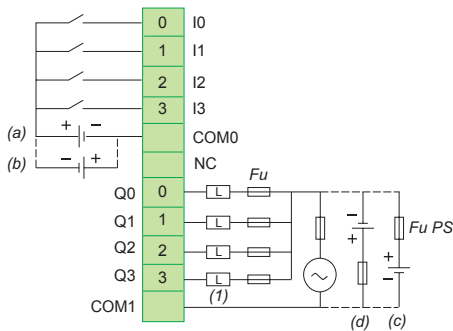 0 I0
1 I1
2 I2
3 I3
(a) + − COM0
(b) − + NC
Q0 0 L Fu
Q1 1 L
Q2 2 L
Q3 3 L
(1)
COM1
− +
+ −
Fu PS
(d) (c)